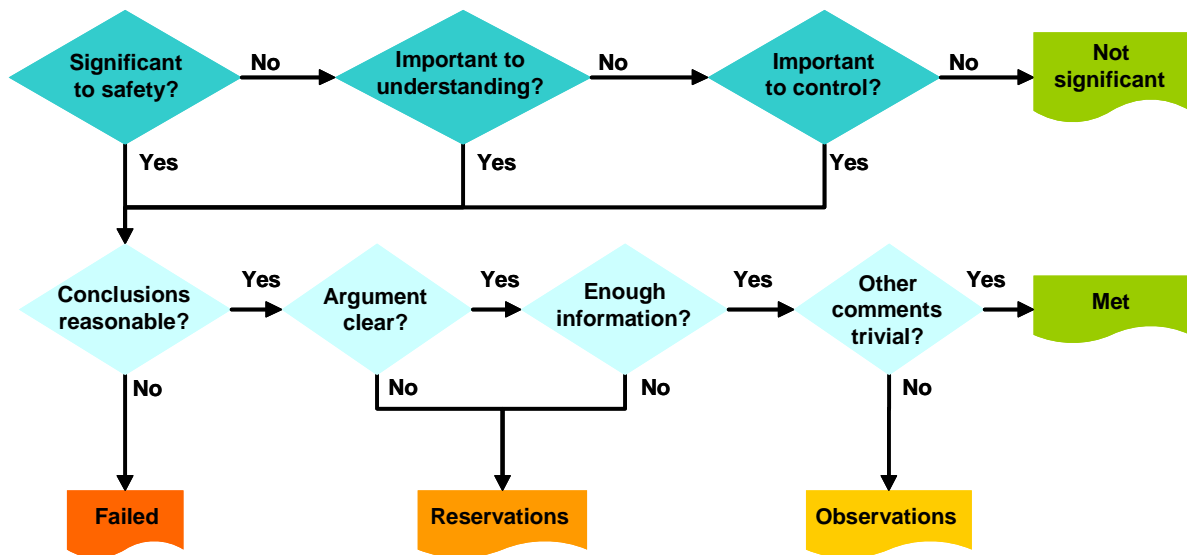 Significant
to safety?
No
Important to
understanding?
No
Important
to control?
No
Not
significant
Yes
Yes
Yes
Conclusions
reasonable?
Yes
Argument
clear?
Yes
Enough
information?
Yes
Other
comments
trivial?
Yes
Met
No
No
No
No
Failed
Reservations
Observations